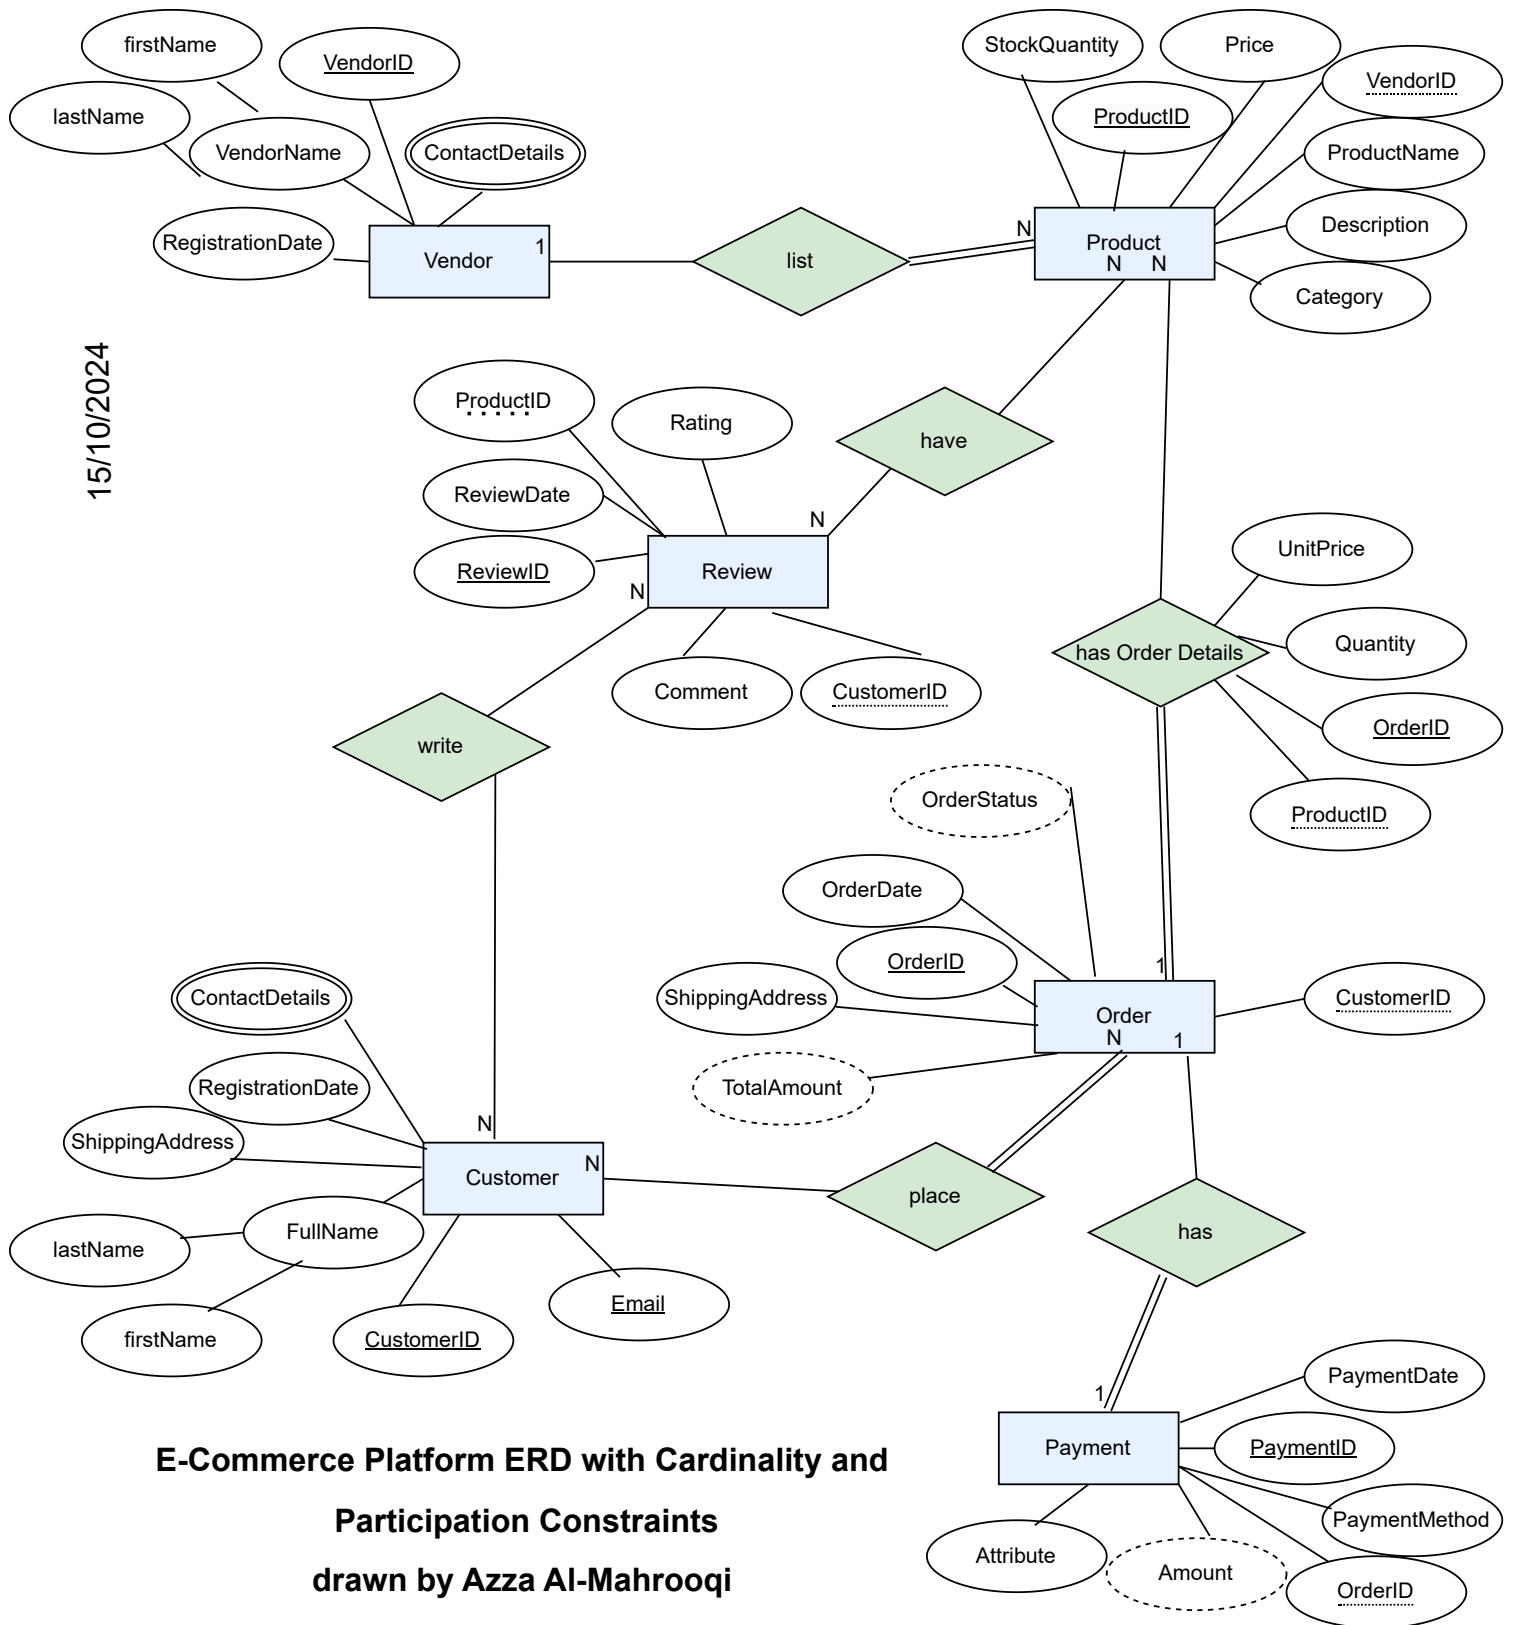 firstName
VendorID
lastName
VendorName
ContactDetails
RegistrationDate
Vendor
1
list
StockQuantity
Price
VendorID
ProductID
ProductName
Description
Category
N
Product
N N
15/10/2024
ProductID
Rating
have
ReviewDate
N
ReviewID
Review
N
Comment
CustomerID
write
UnitPrice
has Order Details
Quantity
OrderID
ProductID
OrderStatus
OrderDate
OrderID
1
ShippingAddress
Order
CustomerID
N 1
TotalAmount
ContactDetails
RegistrationDate
ShippingAddress
N
Customer
N
place
has
FullName
lastName
firstName
CustomerID
Email
1
Payment
PaymentDate
PaymentID
PaymentMethod
Attribute
Amount
OrderID
E-Commerce Platform ERD with Cardinality and
Participation Constraints
drawn by Azza Al-Mahrooqi